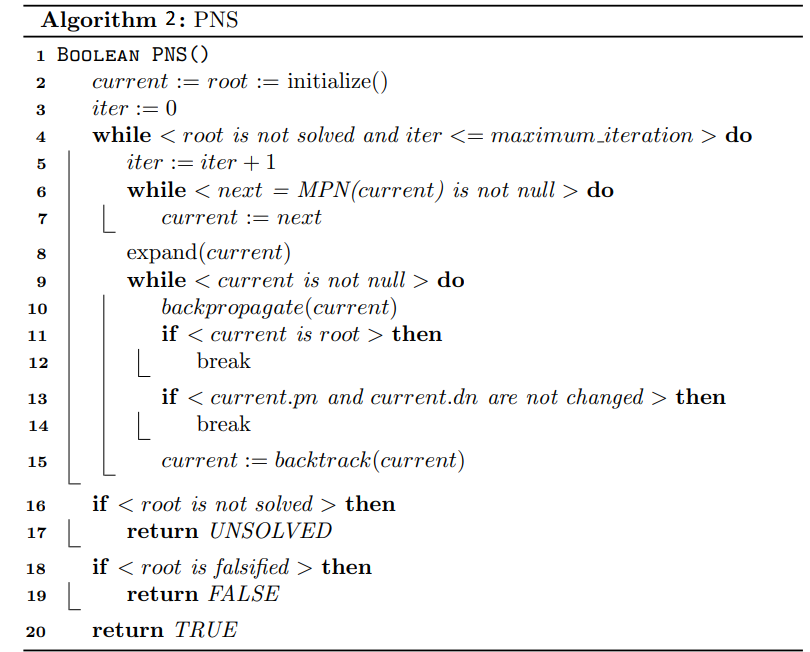 Algorithm 2: PNS
1 BOOLEAN PNS()
2 current := root := initialize()
3 iter := 0
4 while < root is not solved and iter <= maximum_iteration > do
5 iter := iter + 1
6 while < next = MPN(current) is not null > do
7 current := next
8 expand(current)
9 while < current is not null > do
10 backpropagate(current)
11 if < current is root > then
12 break
13 if < current.pn and current.dn are not changed > then
14 break
15 current := backtrack(current)
16 if < root is not solved > then
17 return UNSOLVED
18 if < root is falsified > then
19 return FALSE
20 return TRUE